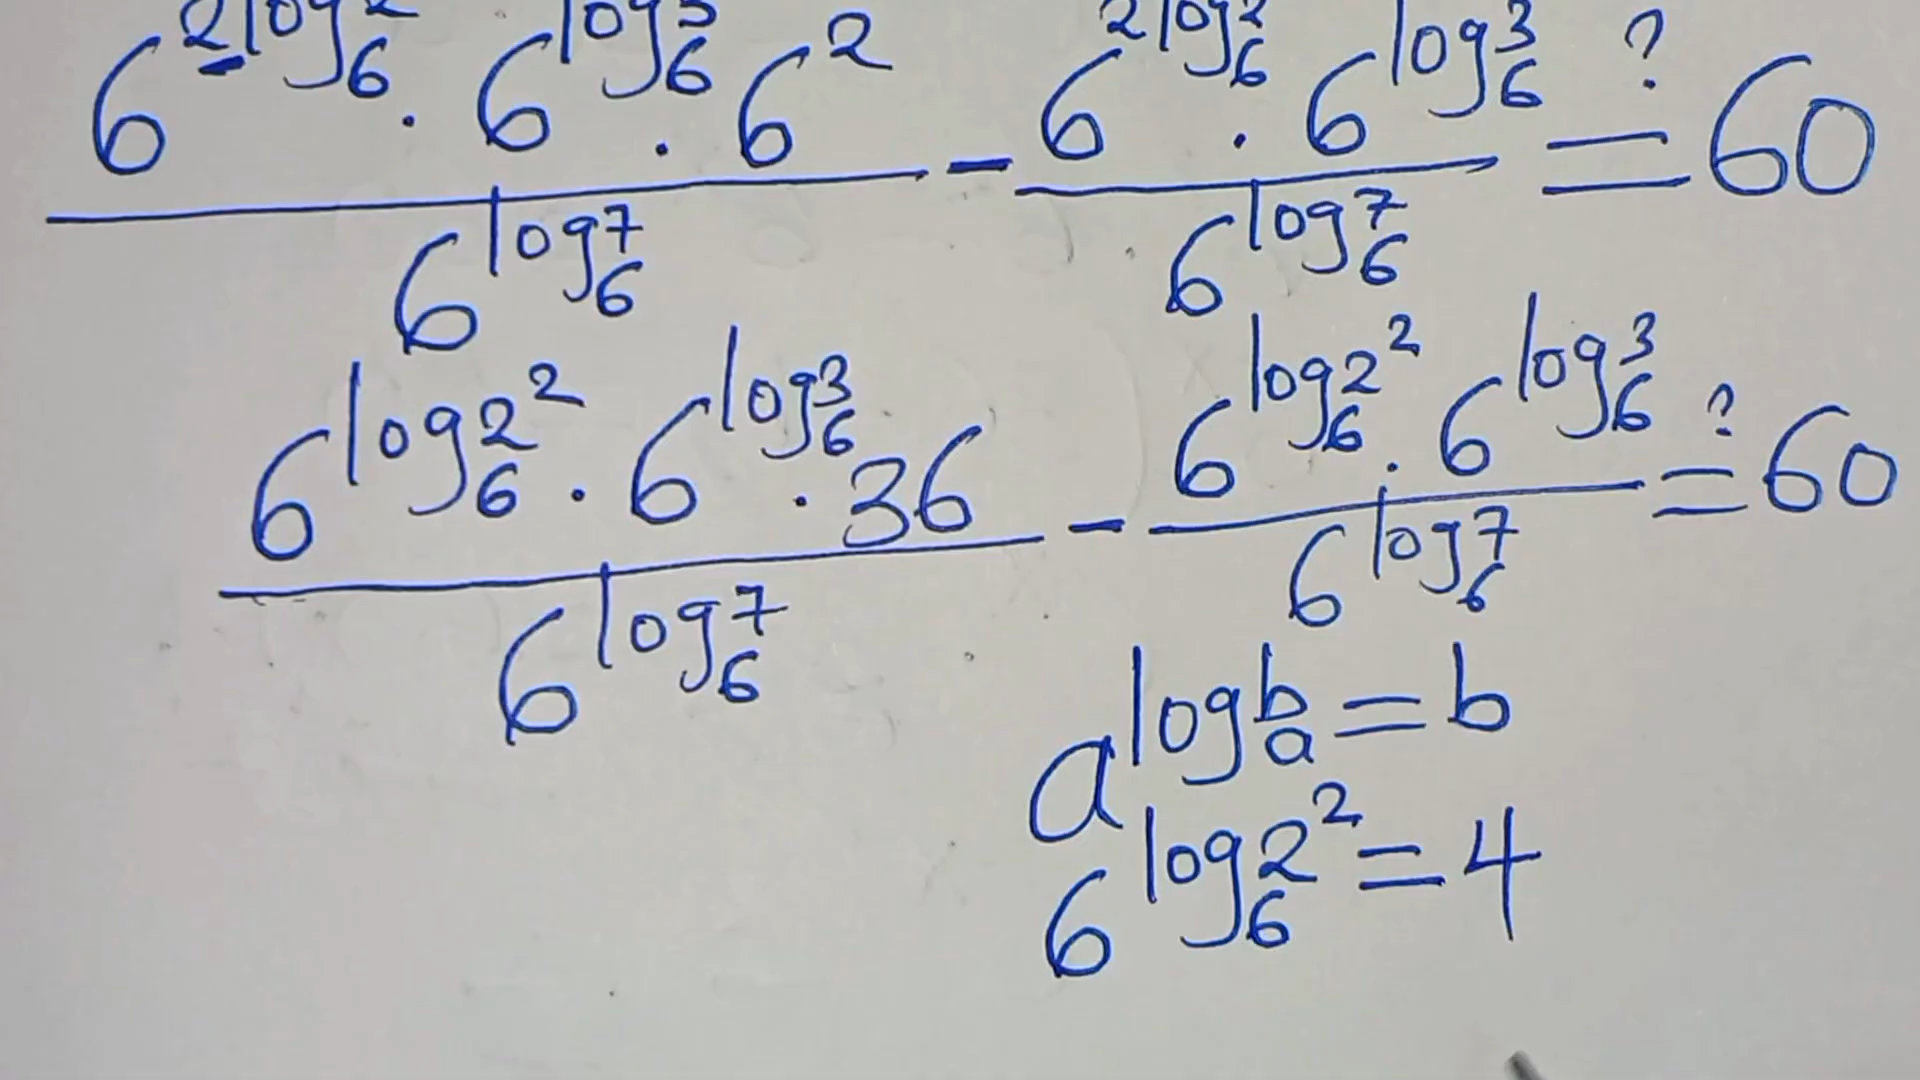 6^{2log_6^2} · 6^{log_6^3} · 6^2 / 6^{log_6^7} - 6^{2log_6^2} · 6^{log_6^3} / 6^{log_6^7} =? 60
6^{log_6 2^2} · 6^{log_6^3} · 36 / 6^{log_6^7} - 6^{log_6 2^2} · 6^{log_6^3} / 6^{log_6^7} =? 60
a^{log_a^b} = b
6^{log_6 2^2} = 4